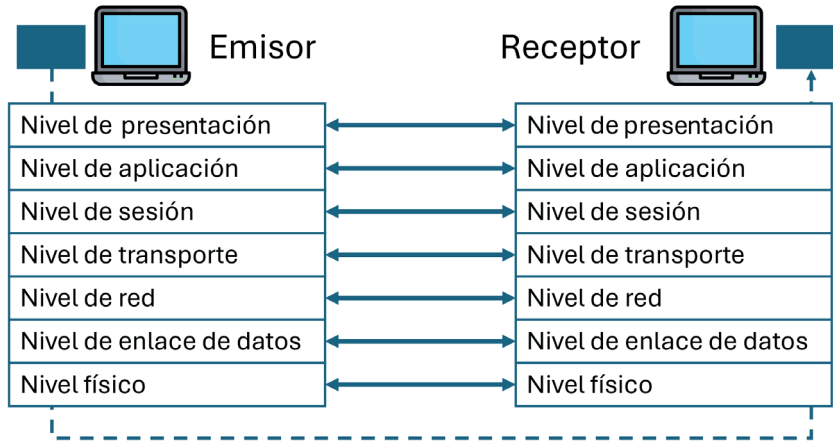 Emisor
Receptor
Nivel de presentación
Nivel de presentación
Nivel de aplicación
Nivel de aplicación
Nivel de sesión
Nivel de sesión
Nivel de transporte
Nivel de transporte
Nivel de red
Nivel de red
Nivel de enlace de datos
Nivel de enlace de datos
Nivel físico
Nivel físico